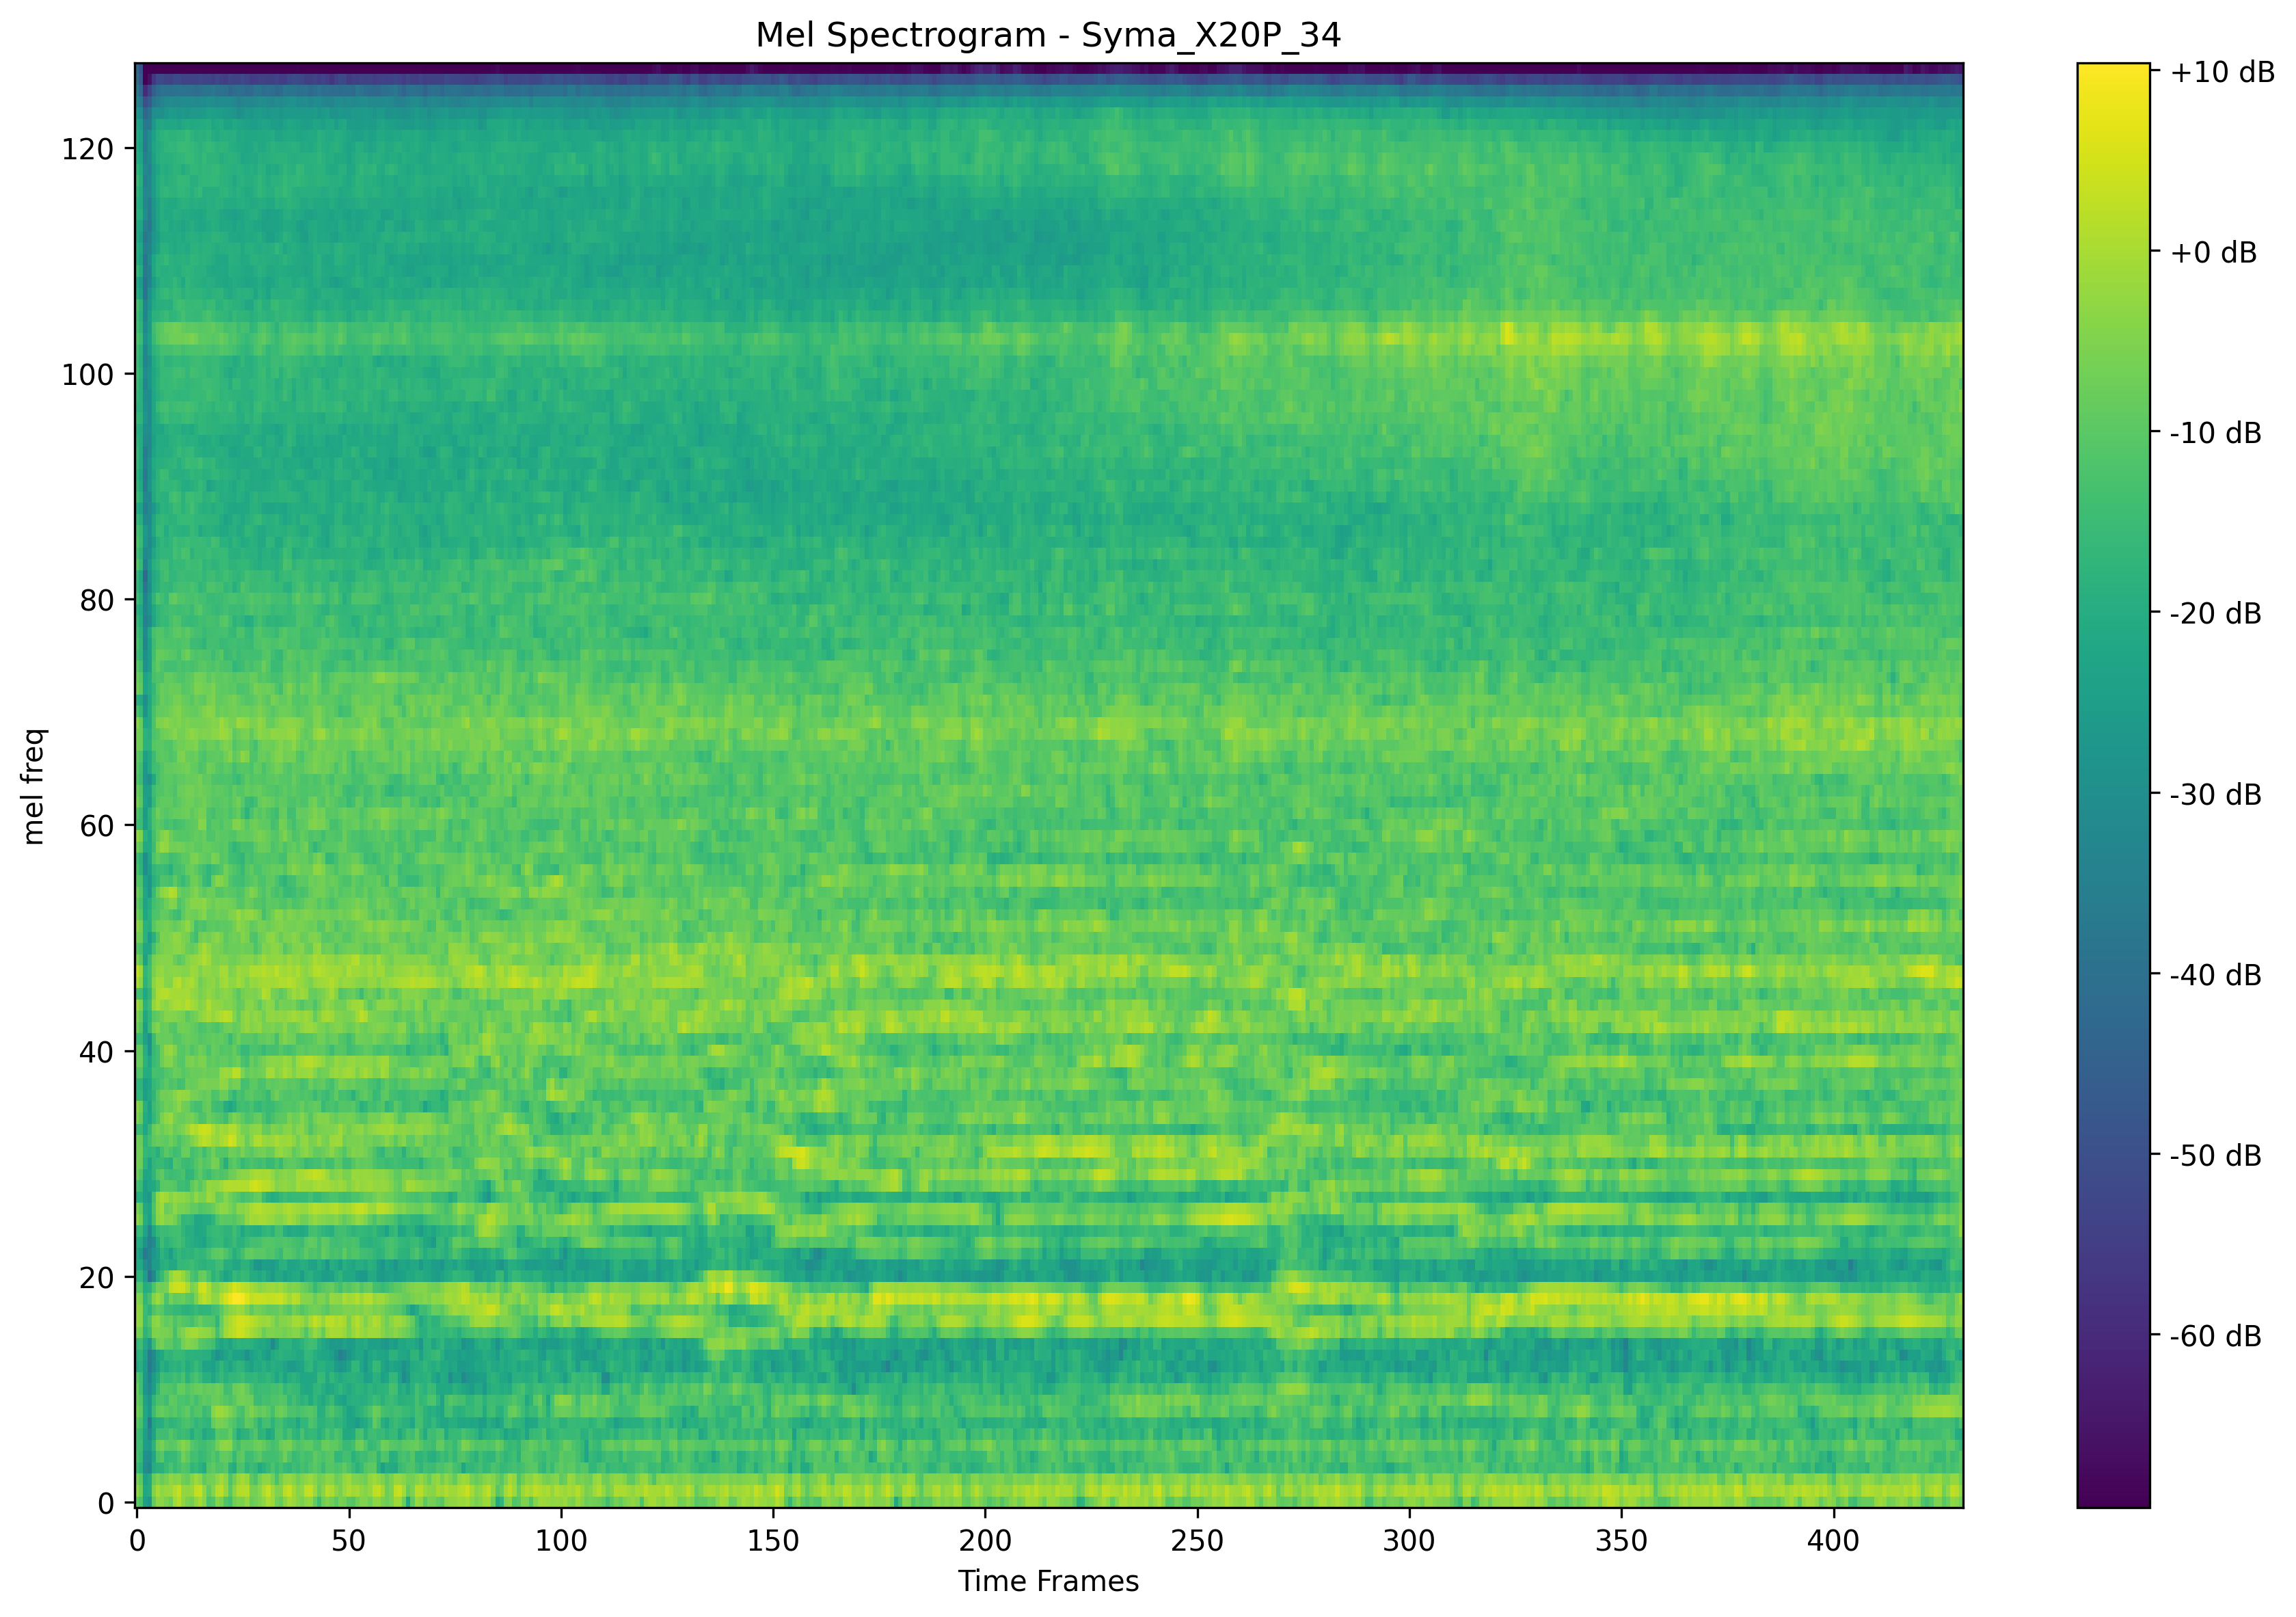 Mel Spectrogram - Syma_X20P_34
mel freq
120
100
80
60
40
20
0
0 50 100 150 200 250 300 350 400
Time Frames
+10 dB
+0 dB
-10 dB
-20 dB
-30 dB
-40 dB
-50 dB
-60 dB